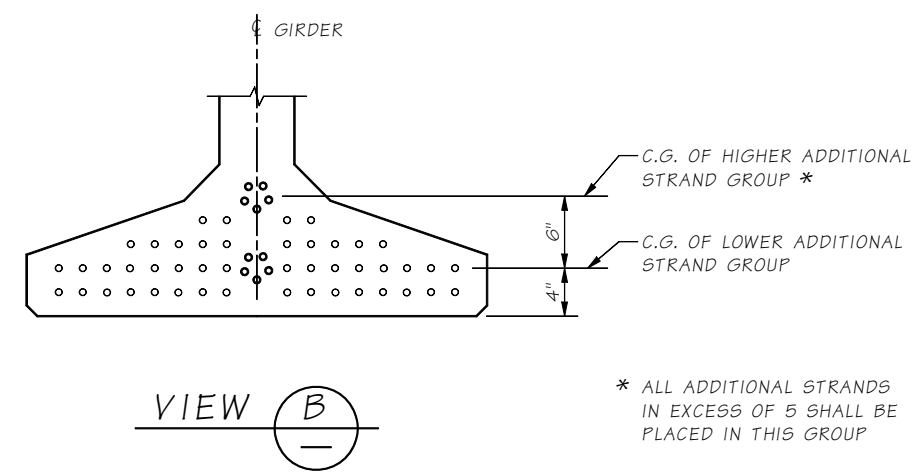 ℄ GIRDER
C.G. OF HIGHER ADDITIONAL
STRAND GROUP *
6"
C.G. OF LOWER ADDITIONAL
STRAND GROUP
4"
VIEW B
—
* ALL ADDITIONAL STRANDS
IN EXCESS OF 5 SHALL BE
PLACED IN THIS GROUP